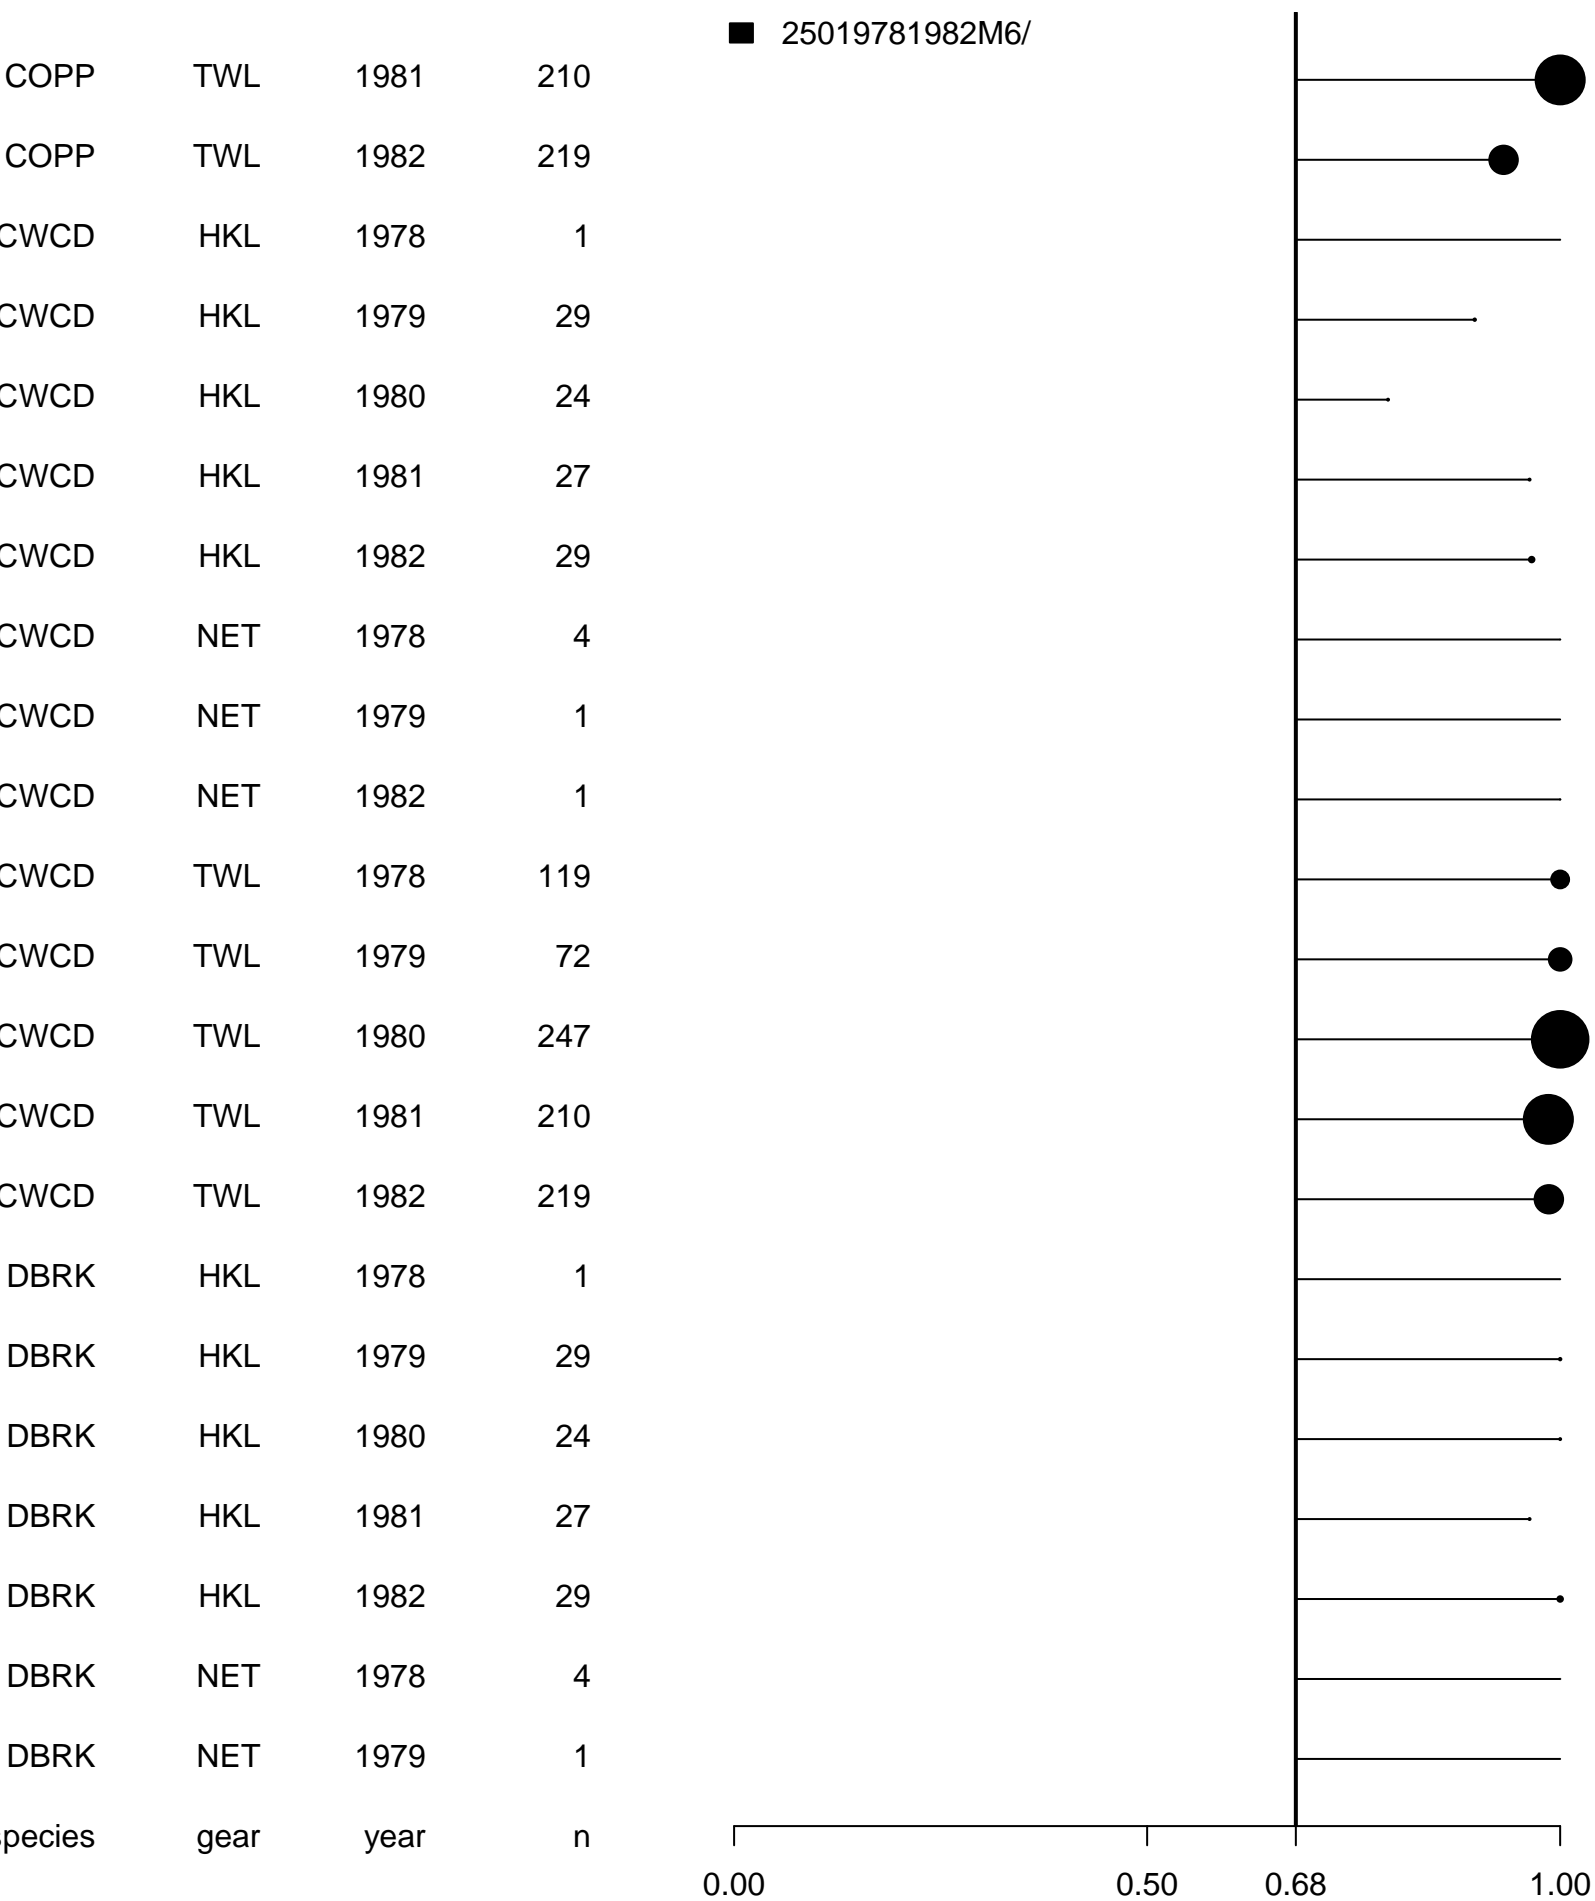 25019781982M6/
COPP TWL 1981 210
COPP TWL 1982 219
CWCD HKL 1978 1
CWCD HKL 1979 29
CWCD HKL 1980 24
CWCD HKL 1981 27
CWCD HKL 1982 29
CWCD NET 1978 4
CWCD NET 1979 1
CWCD NET 1982 1
CWCD TWL 1978 119
CWCD TWL 1979 72
CWCD TWL 1980 247
CWCD TWL 1981 210
CWCD TWL 1982 219
DBRK HKL 1978 1
DBRK HKL 1979 29
DBRK HKL 1980 24
DBRK HKL 1981 27
DBRK HKL 1982 29
DBRK NET 1978 4
DBRK NET 1979 1
species gear year n
0.00 0.50 0.68 1.00